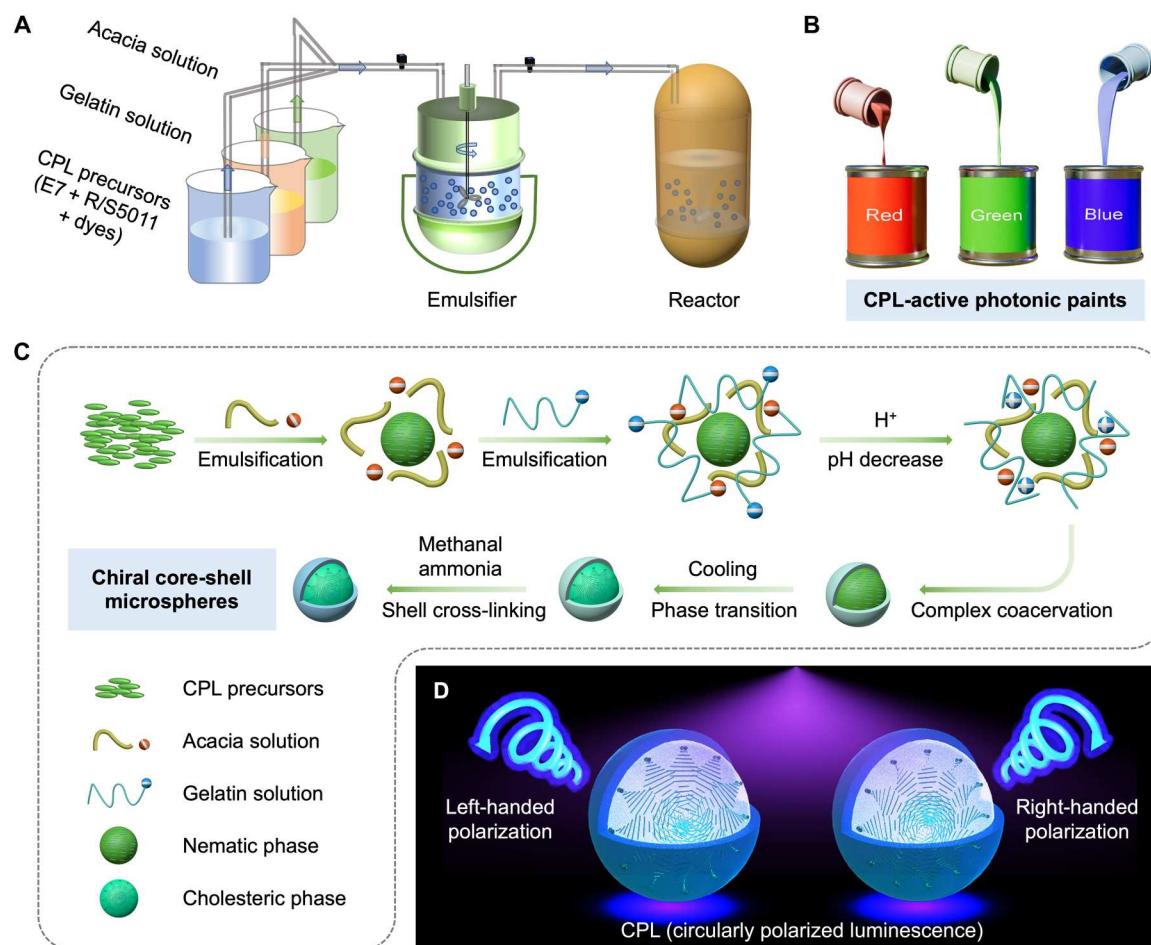 A
Acacia solution
Gelatin solution
CPL precursors
(E7 + R/S5011
+ dyes)
Emulsifier
Reactor
B
Red
Green
Blue
CPL-active photonic paints
C
Emulsification
Emulsification
H⁺
pH decrease
Chiral core-shell
microspheres
Methanal
ammonia
Shell cross-linking
Cooling
Phase transition
Complex coacervation
CPL precursors
Acacia solution
Gelatin solution
Nematic phase
Cholesteric phase
D
Left-handed
polarization
Right-handed
polarization
CPL (circularly polarized luminescence)